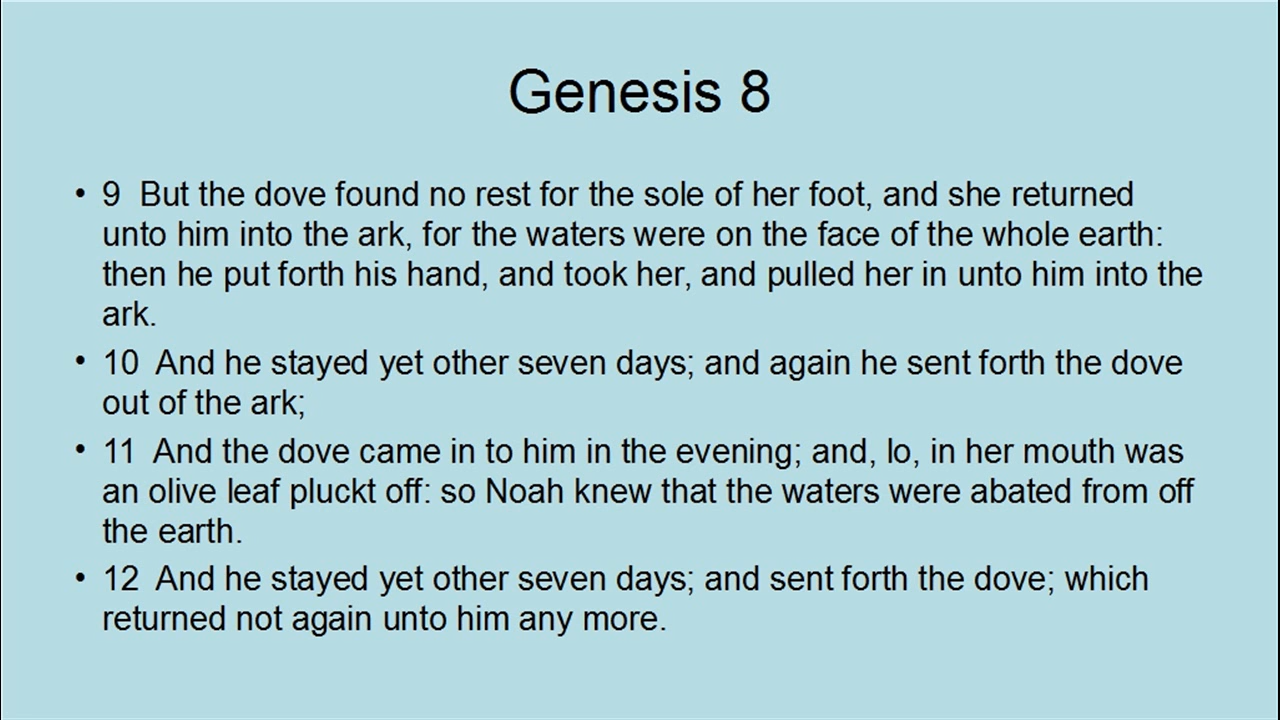 Genesis 8
• 9  But the dove found no rest for the sole of her foot, and she returned
unto him into the ark, for the waters were on the face of the whole earth:
then he put forth his hand, and took her, and pulled her in unto him into the
ark.
• 10  And he stayed yet other seven days; and again he sent forth the dove
out of the ark;
• 11  And the dove came in to him in the evening; and, lo, in her mouth was
an olive leaf pluckt off: so Noah knew that the waters were abated from off
the earth.
• 12  And he stayed yet other seven days; and sent forth the dove; which
returned not again unto him any more.